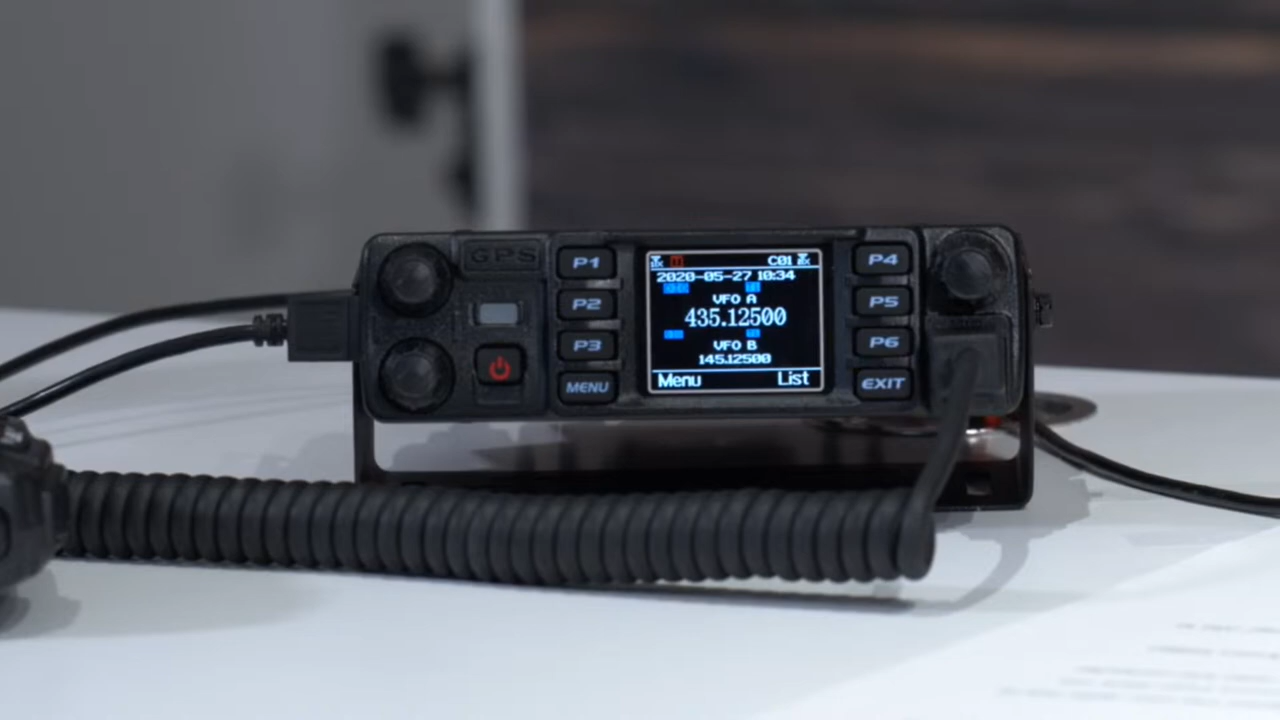 GPS
P1
P2
P3
MENU
C01
2020-05-27 10:34
VFO A
435.12500
VFO B
145.12500
Menu List
P4
P5
P6
EXIT